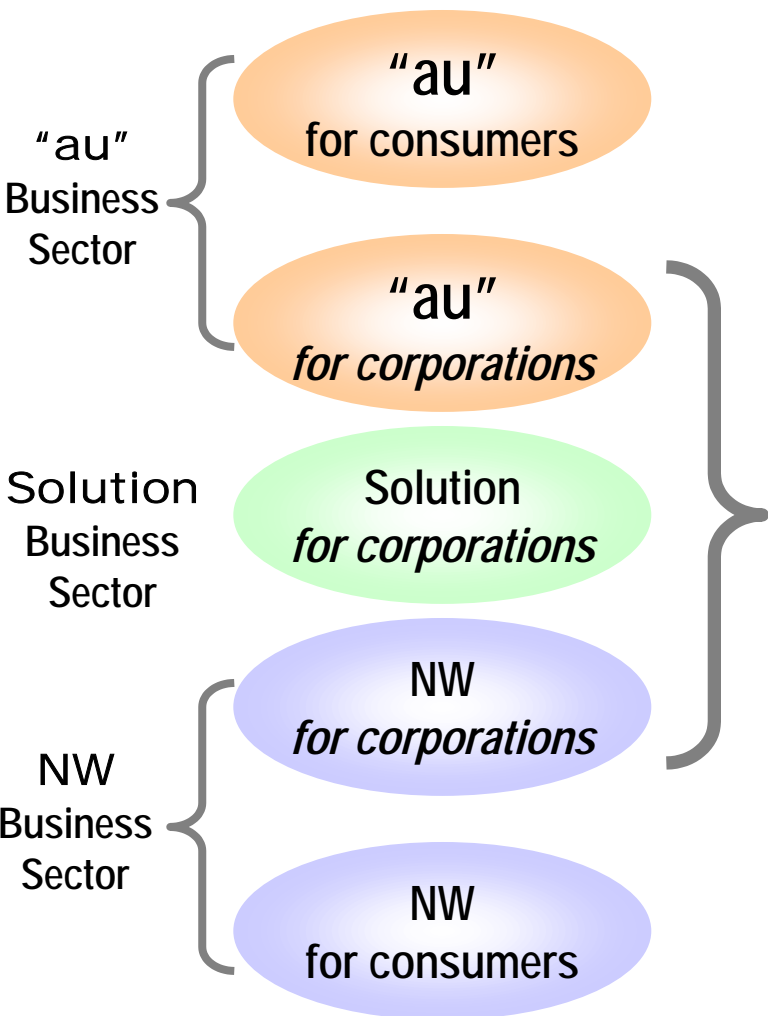 “au”
Business
Sector
“au”
for consumers
“au”
for corporations
Solution
Business
Sector
Solution
for corporations
NW
Business
Sector
NW
for corporations
NW
for consumers